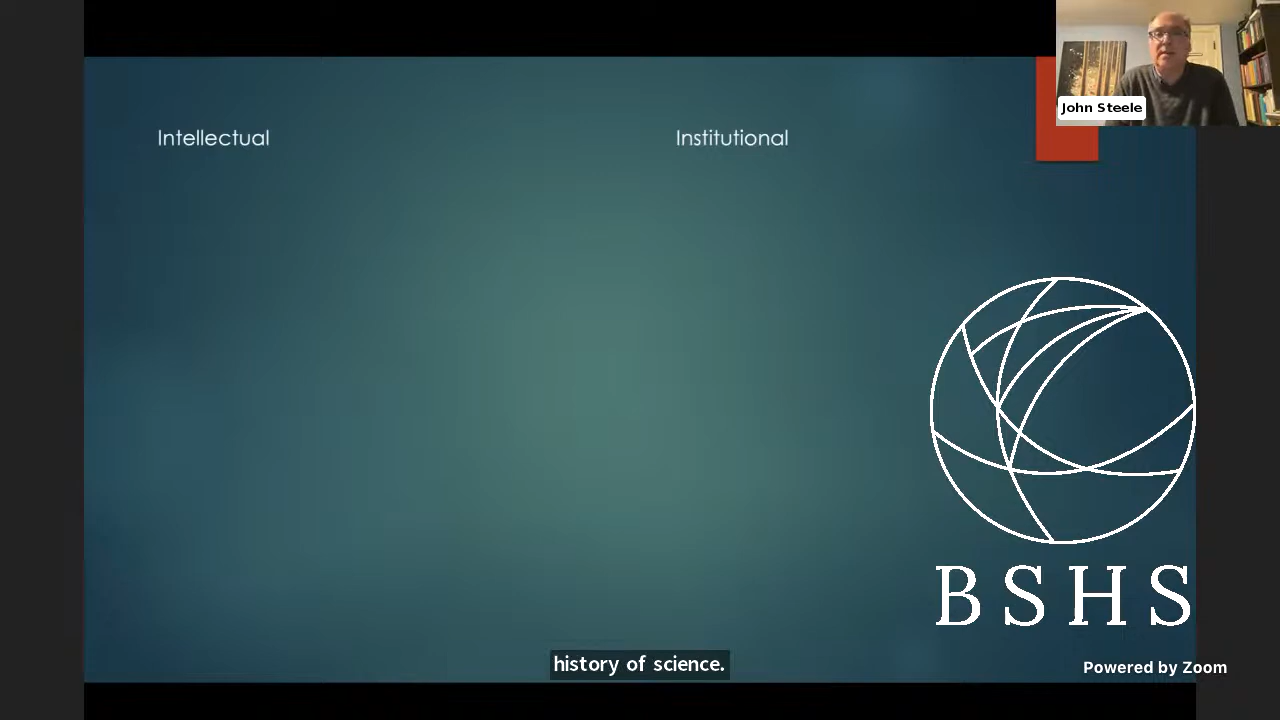 John Steele
Intellectual
Institutional
BSHS
history of science.
Powered by Zoom